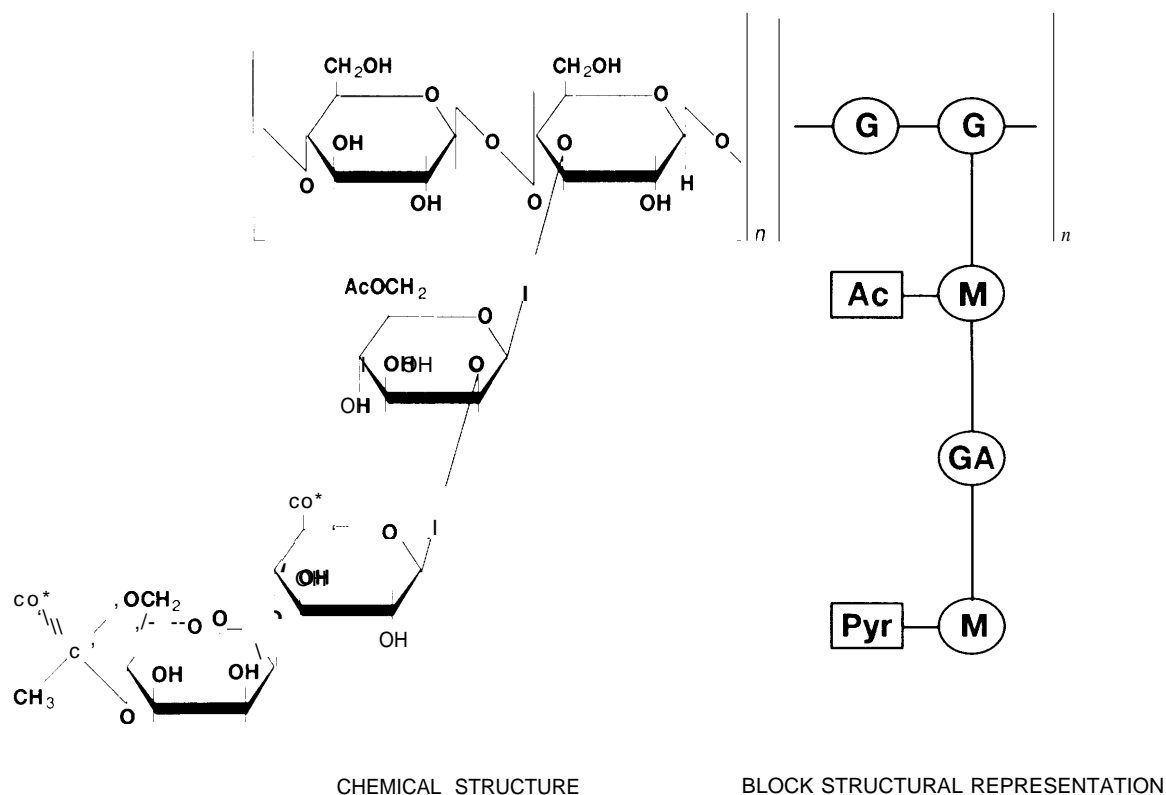 CH2OH CH2OH
O O
G G
OH O O O
O OH O OH H
n n
AcOCH2 I
O
Ac M
OH OH O
OH
GA
co* I
O
OH
co* OCH2 O O
OH
Pyr M
c OH OH
CH3
O
CHEMICAL STRUCTURE BLOCK STRUCTURAL REPRESENTATION